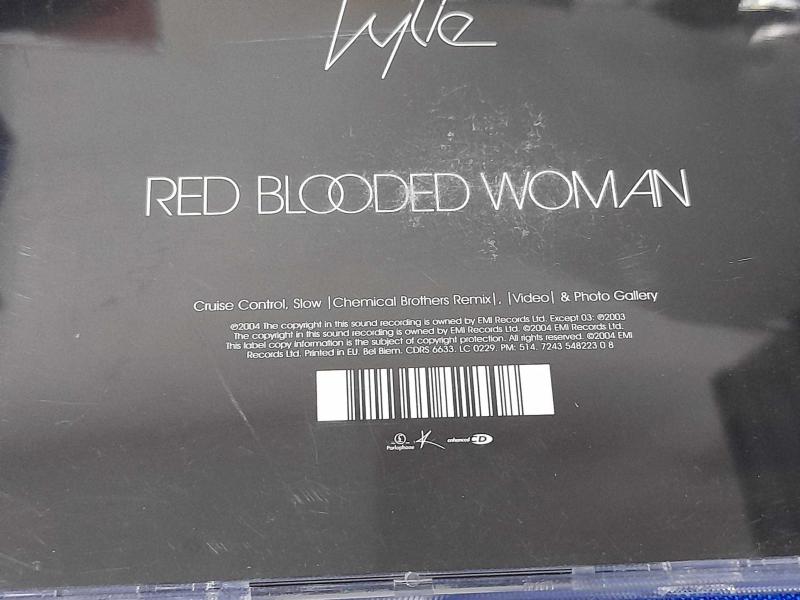 Kylie
RED BLOODED WOMAN
Cruise Control, Slow |Chemical Brothers Remix|, |Video| & Photo Gallery
℗2004 The copyright in this sound recording is owned by EMI Records Ltd. Except 03: ℗2003
The copyright in this sound recording is owned by EMI Records Ltd. ©2004 EMI Records Ltd.
This label copy information is the subject of copyright protection. All rights reserved. ©2004 EMI
Records Ltd. Printed in EU. Bel Biem. CDRS 6633. LC 0229. PM: 514. 7243 548223 0 8
£
Parlophone
K
enhanced CD